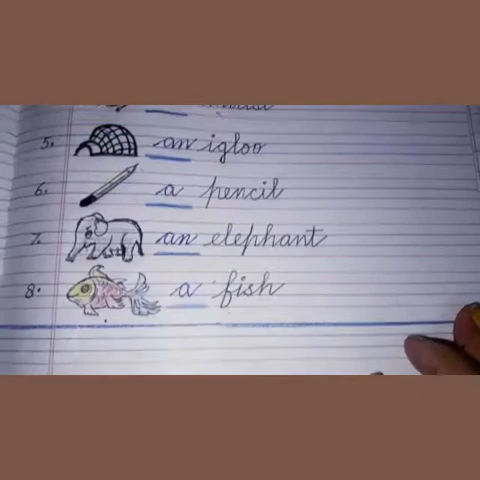 5. an igloo
6. a pencil
7. an elephant
8. a fish